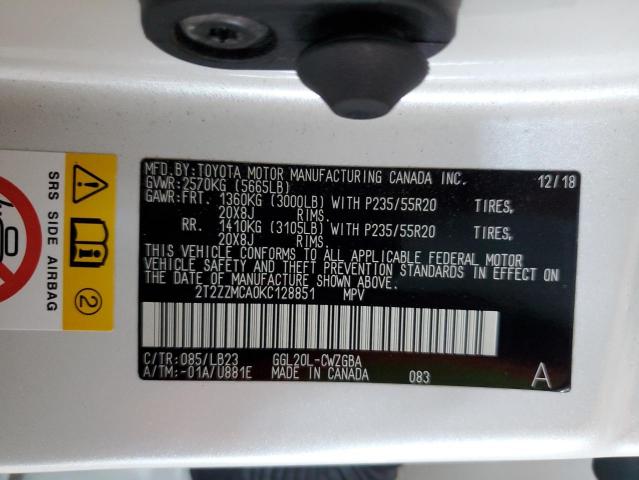 MFD.BY:TOYOTA MOTOR MANUFACTURING CANADA INC. 12/18
GVWR:2570KG (5665LB)
GAWR:FRT. 1360KG (3000LB) WITH P235/55R20 TIRES,
20X8J RIMS.
RR. 1410KG (3105LB) WITH P235/55R20 TIRES,
20X8J RIMS.
THIS VEHICLE CONFORMS TO ALL APPLICABLE FEDERAL MOTOR
VEHICLE SAFETY AND THEFT PREVENTION STANDARDS IN EFFECT ON
THE DATE OF MANUFACTURE SHOWN ABOVE.
2T2ZZMCA0KC128851 MPV
C/TR:085/LB23 GGL20L-CWZGBA
A/TM:-01A/U881E MADE IN CANADA 083 A
SRS SIDE AIRBAG
2